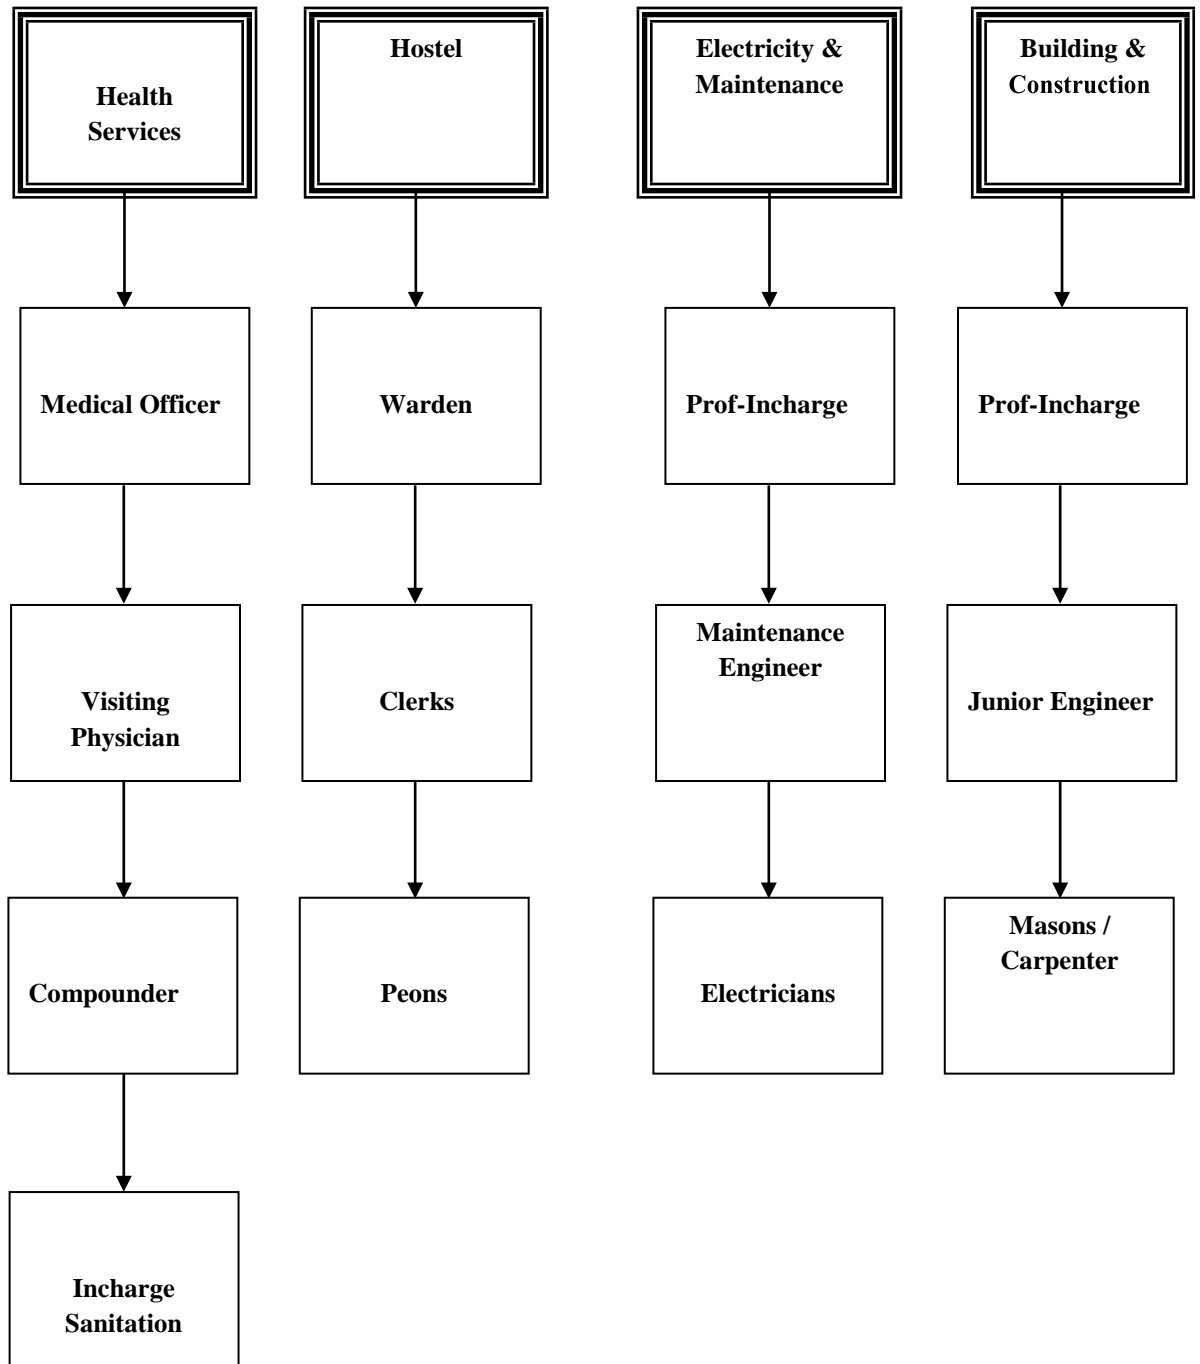 Health
Services
Hostel
Electricity &
Maintenance
Building &
Construction
Medical Officer
Warden
Prof-Incharge
Prof-Incharge
Visiting
Physician
Clerks
Maintenance
Engineer
Junior Engineer
Compounder
Peons
Electricians
Masons /
Carpenter
Incharge
Sanitation